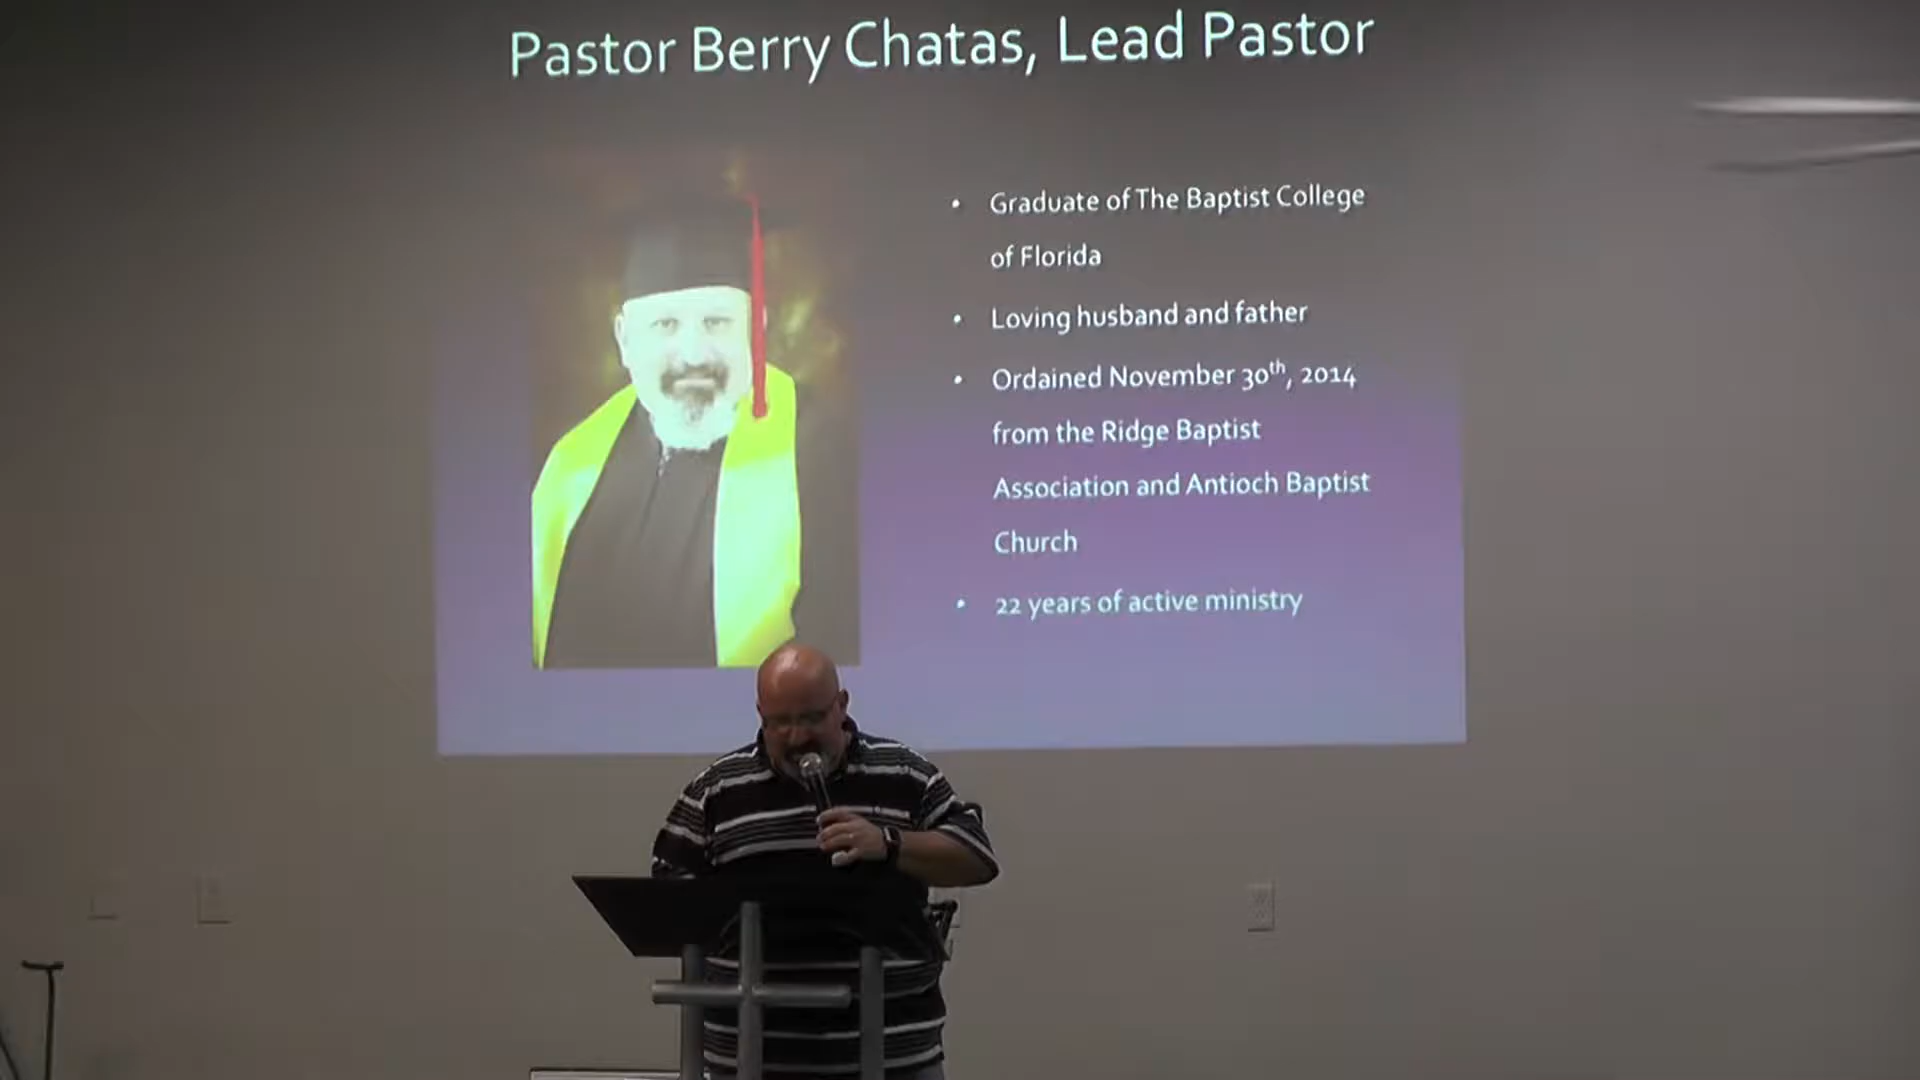 Pastor Berry Chatas, Lead Pastor
• Graduate of The Baptist College
of Florida
• Loving husband and father
• Ordained November 30th, 2014
from the Ridge Baptist
Association and Antioch Baptist
Church
• 22 years of active ministry